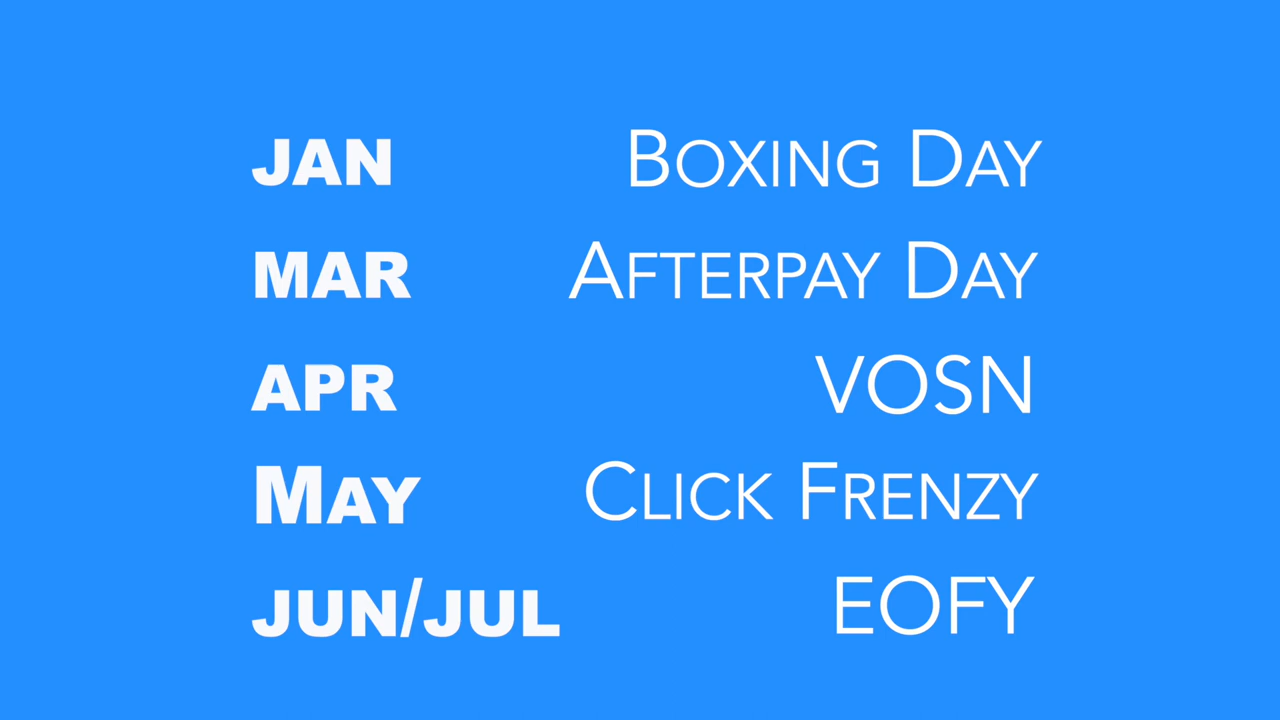 JAN Boxing Day
MAR Afterpay Day
APR VOSN
May Click Frenzy
JUN/JUL EOFY